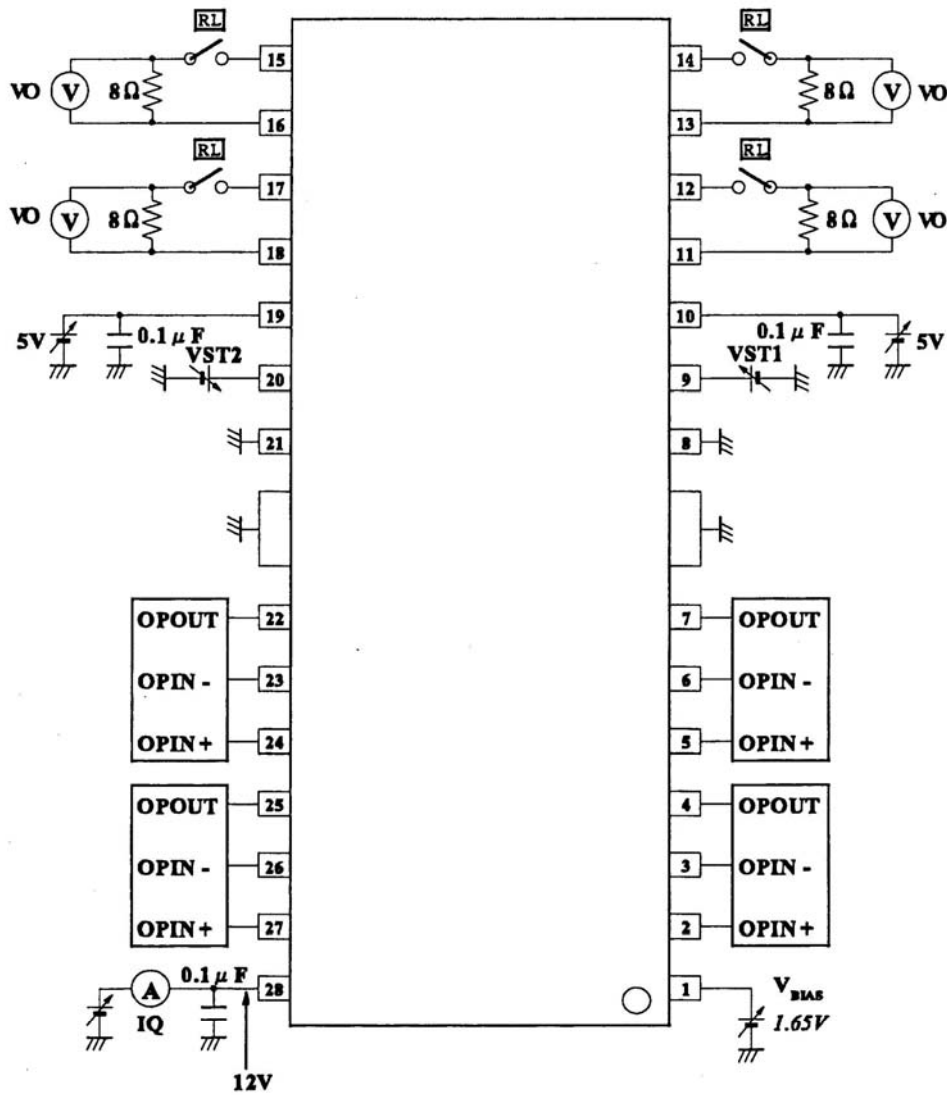 RL RL
15 14
VO V 8Ω 8Ω V VO
16 13
RL RL
17 12
VO V 8Ω 8Ω V VO
18 11
19 10
5V 0.1μF 0.1μF 5V
VST2 VST1
20 9
21 8
OPOUT 22 7 OPOUT
OPIN - 23 6 OPIN -
OPIN + 24 5 OPIN +
OPOUT 25 4 OPOUT
OPIN - 26 3 OPIN -
OPIN + 27 2 OPIN +
0.1μF
A 28 1 V BIAS
IQ 1.65V
12V